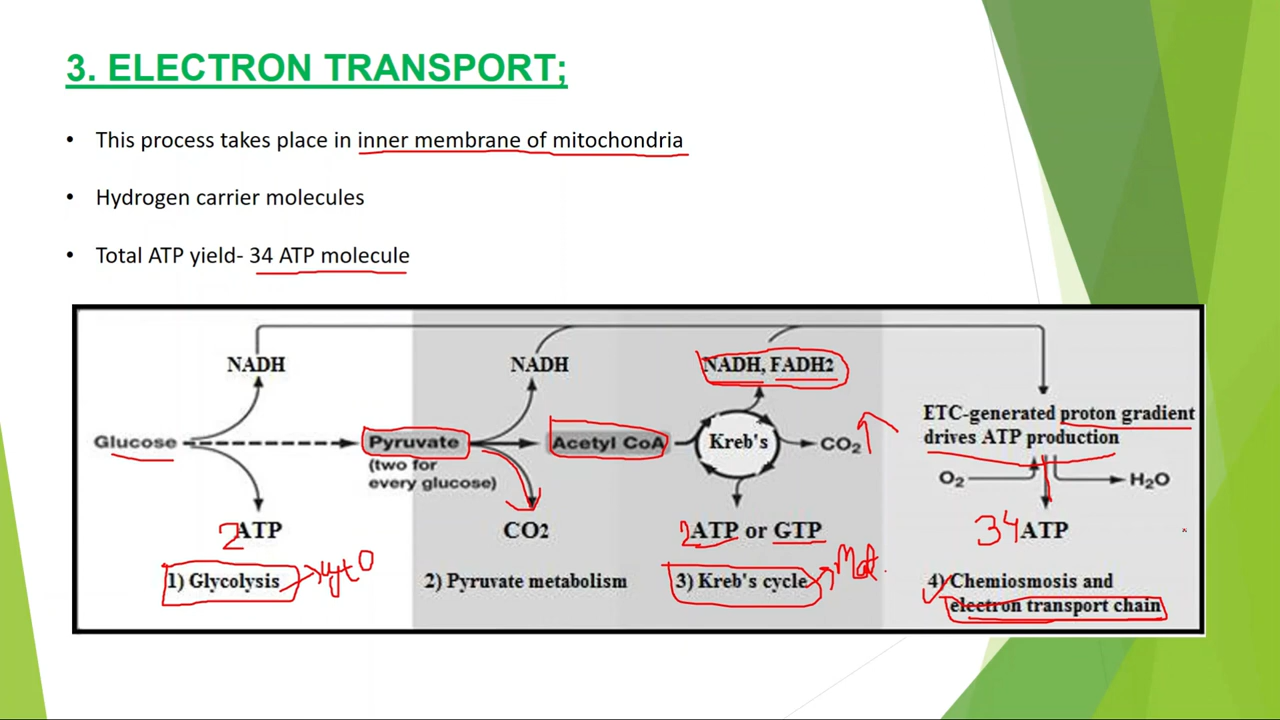 3. ELECTRON TRANSPORT;
• This process takes place in inner membrane of mitochondria
• Hydrogen carrier molecules
• Total ATP yield- 34 ATP molecule
NADH NADH NADH, FADH2
ETC-generated proton gradient
drives ATP production
Glucose Pyruvate Acetyl CoA Kreb's CO2
(two for
every glucose)
O2 H2O
2 ATP CO2 2 ATP or GTP 34 ATP
1) Glycolysis cyto 2) Pyruvate metabolism 3) Kreb's cycle Mat. 4) Chemiosmosis and
electron transport chain